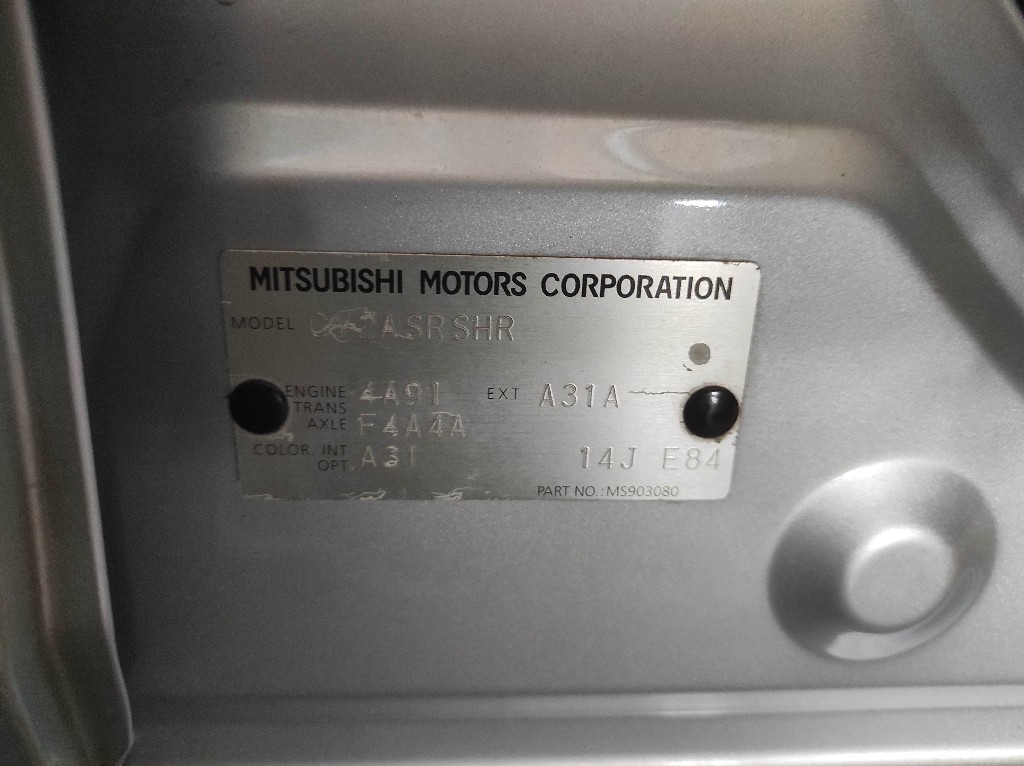 MITSUBISHI MOTORS CORPORATION
MODEL ASRSHR
ENGINE 4A91 EXT A31A
TRANS
AXLE F4A4A
COLOR. INT A31 14J E84
OPT.
PART NO.:MS903080